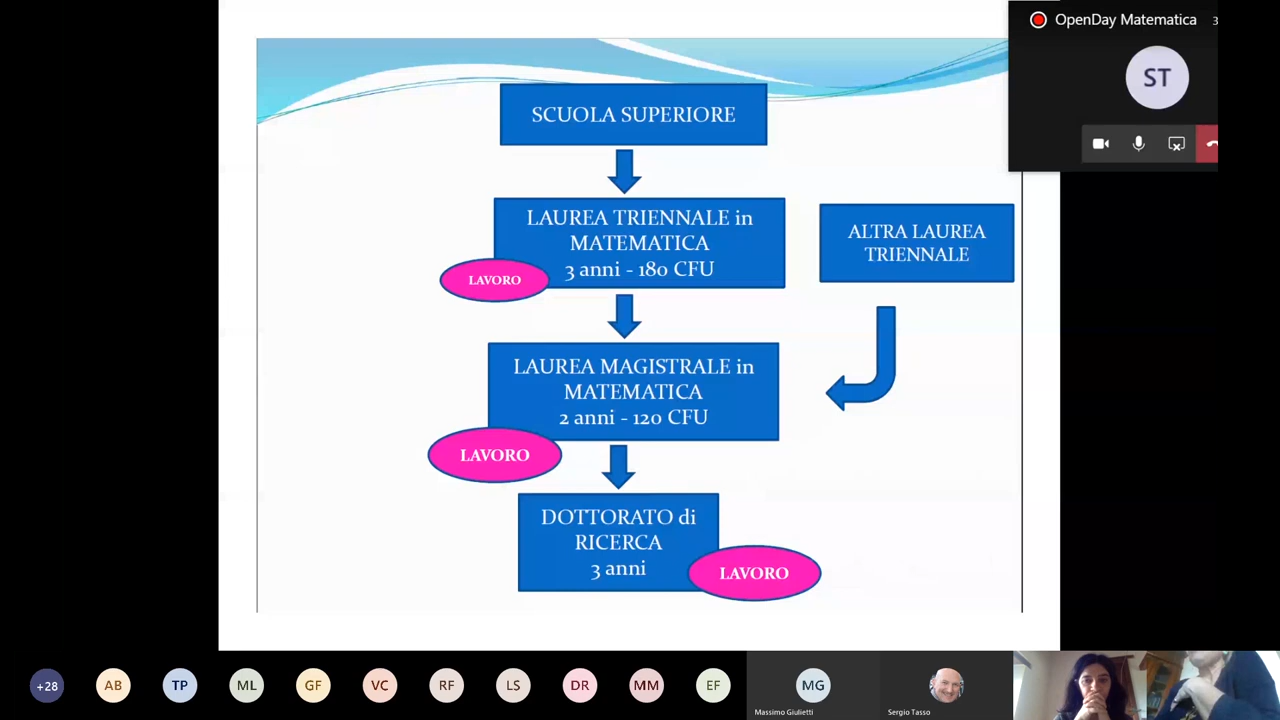 OpenDay Matematica
ST
SCUOLA SUPERIORE
LAUREA TRIENNALE in
MATEMATICA
3 anni - 180 CFU
LAVORO
ALTRA LAUREA
TRIENNALE
LAUREA MAGISTRALE in
MATEMATICA
2 anni - 120 CFU
LAVORO
DOTTORATO di
RICERCA
3 anni
LAVORO
+28
AB
TP
ML
GF
VC
RF
LS
DR
MM
EF
MG
Massimo Giulietti
Sergio Tasso